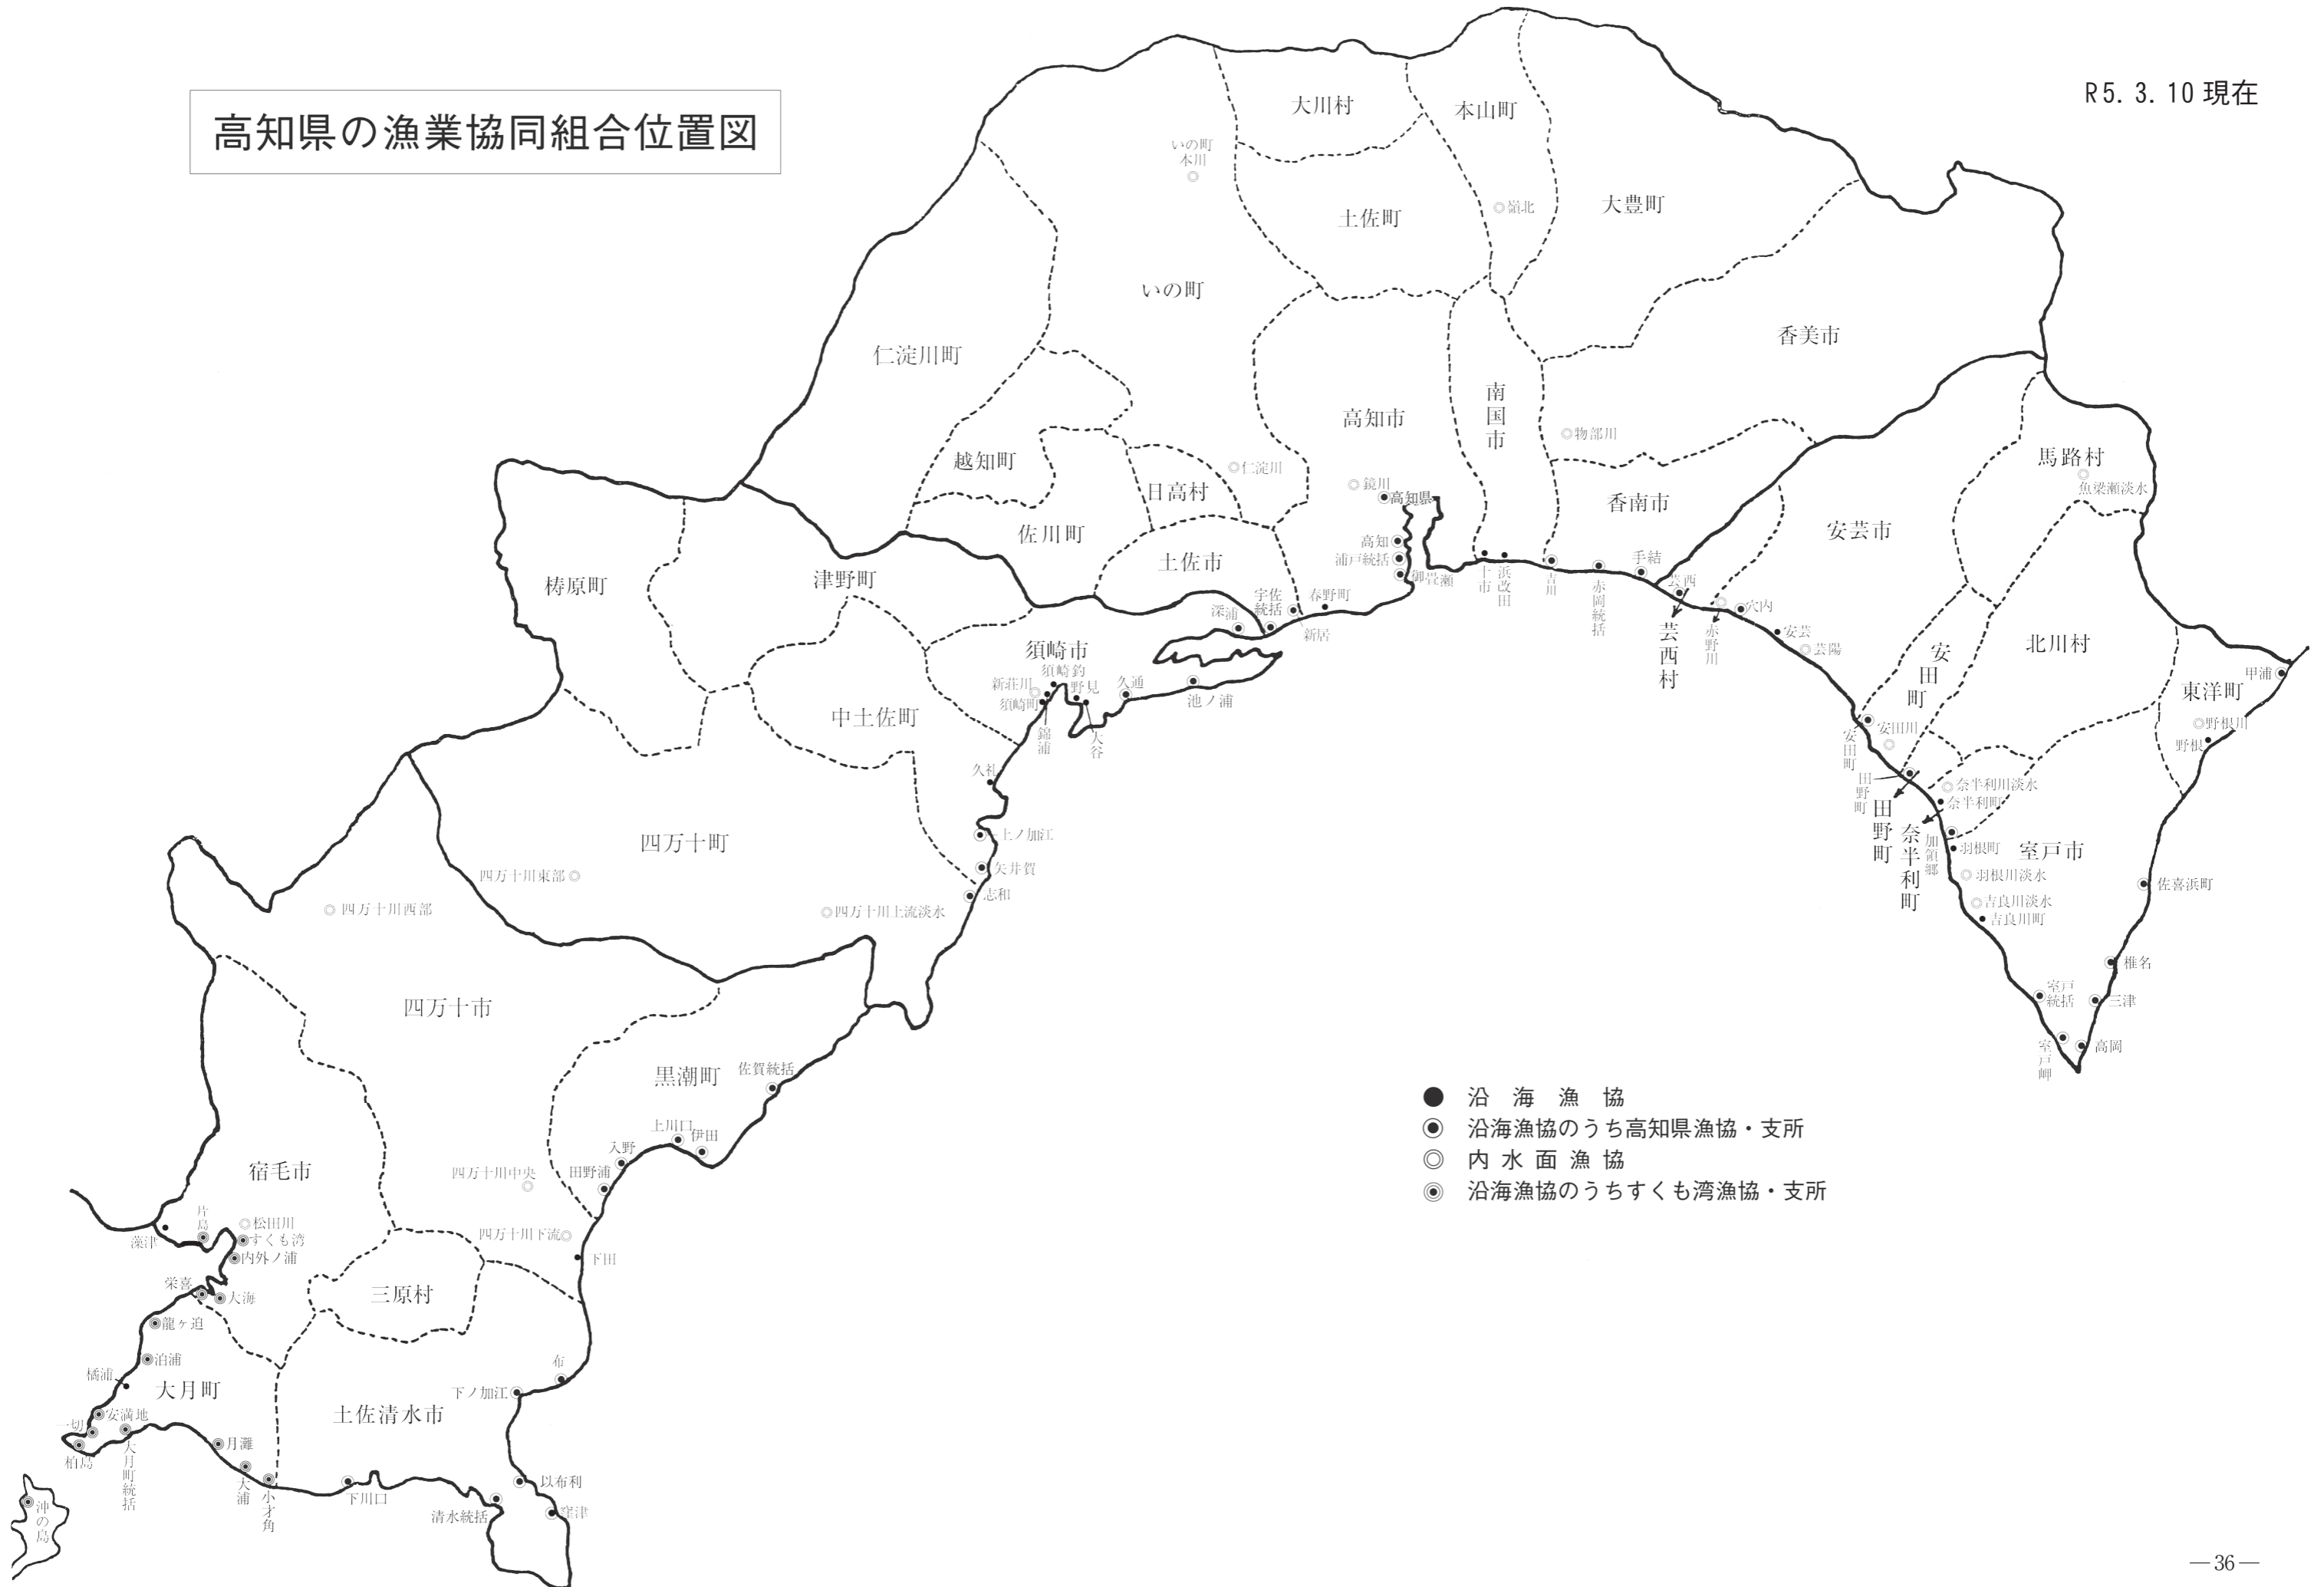 高知県の漁業協同組合位置図
R5. 3. 10 現在
大川村
本山町
いの町
本川
土佐町
嶺北
大豊町
いの町
仁淀川町
香美市
高知市
南国市
物部川
越知町
日高村
仁淀川
佐川町
土佐市
鏡川
高知県
高知
浦戸統括
御畳瀬
香南市
馬路村
魚梁瀬淡水
安芸市
梼原町
津野町
十市
浜改田
吉川
赤岡統括
手結
芸西
芸西村
赤野川
穴内
安芸
芸陽
宇佐
統括
春野町
深浦
新居
須崎市
須崎釣
新荘川
須崎町
野見
久通
池ノ浦
錦浦
大谷
北川村
安田町
甲浦
東洋町
野根川
野根
中土佐町
久礼
安田川
安田町
田野町
田野町
奈半利川淡水
奈半利町
奈半利町
加領郷
羽根町
室戸市
羽根川淡水
佐喜浜町
吉良川淡水
吉良川町
四万十町
上ノ加江
矢井賀
志和
四万十川東部
四万十川西部
四万十川上流淡水
椎名
室戸
統括
三津
室戸岬
高岡
四万十市
黒潮町
佐賀統括
上川口
伊田
入野
田野浦
四万十川中央
四万十川下流
下田
宿毛市
片島
松田川
藻津
すくも湾
内外ノ浦
栄喜
大海
三原村
龍ヶ迫
泊浦
橘浦
大月町
布
下ノ加江
土佐清水市
安満地
一切
柏島
大月町統括
月灘
大浦
小才角
下川口
以布利
清水統括
窪津
沖の島
沿海漁協
沿海漁協のうち高知県漁協・支所
内水面漁協
沿海漁協のうちすくも湾漁協・支所
—36—